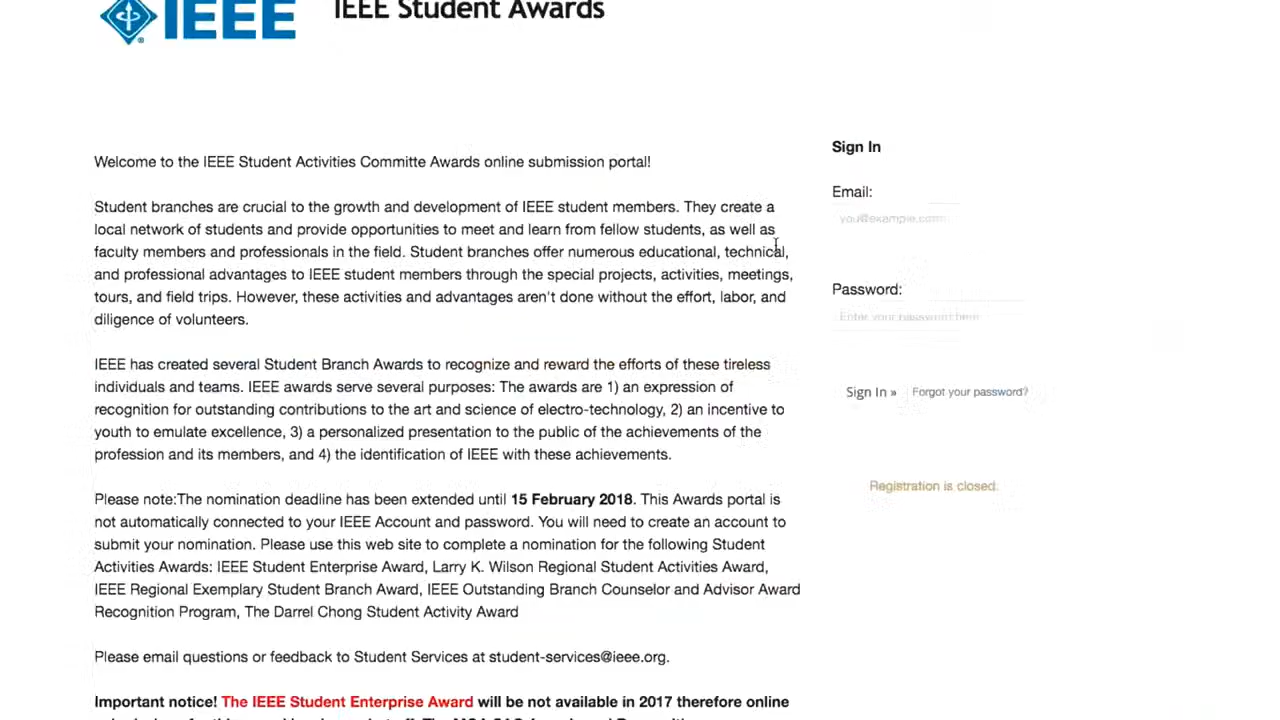 IEEE
IEEE Student Awards
Welcome to the IEEE Student Activities Committe Awards online submission portal!
Student branches are crucial to the growth and development of IEEE student members. They create a
local network of students and provide opportunities to meet and learn from fellow students, as well as
faculty members and professionals in the field. Student branches offer numerous educational, technical,
and professional advantages to IEEE student members through the special projects, activities, meetings,
tours, and field trips. However, these activities and advantages aren't done without the effort, labor, and
diligence of volunteers.
IEEE has created several Student Branch Awards to recognize and reward the efforts of these tireless
individuals and teams. IEEE awards serve several purposes: The awards are 1) an expression of
recognition for outstanding contributions to the art and science of electro-technology, 2) an incentive to
youth to emulate excellence, 3) a personalized presentation to the public of the achievements of the
profession and its members, and 4) the identification of IEEE with these achievements.
Please note:The nomination deadline has been extended until 15 February 2018. This Awards portal is
not automatically connected to your IEEE Account and password. You will need to create an account to
submit your nomination. Please use this web site to complete a nomination for the following Student
Activities Awards: IEEE Student Enterprise Award, Larry K. Wilson Regional Student Activities Award,
IEEE Regional Exemplary Student Branch Award, IEEE Outstanding Branch Counselor and Advisor Award
Recognition Program, The Darrel Chong Student Activity Award
Please email questions or feedback to Student Services at student-services@ieee.org.
Important notice! The IEEE Student Enterprise Award will be not available in 2017 therefore online
Sign In
Email:
you@example.com
Password:
Enter your password here
Sign In » Forgot your password?
Registration is closed.